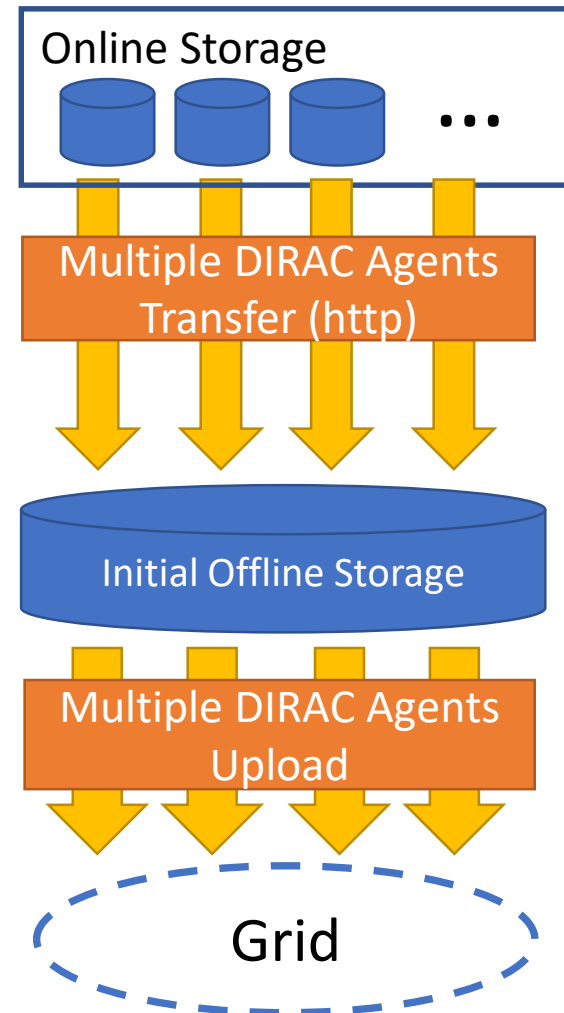 Online Storage
...
Multiple DIRAC Agents
Transfer (http)
Initial Offline Storage
Multiple DIRAC Agents
Upload
Grid